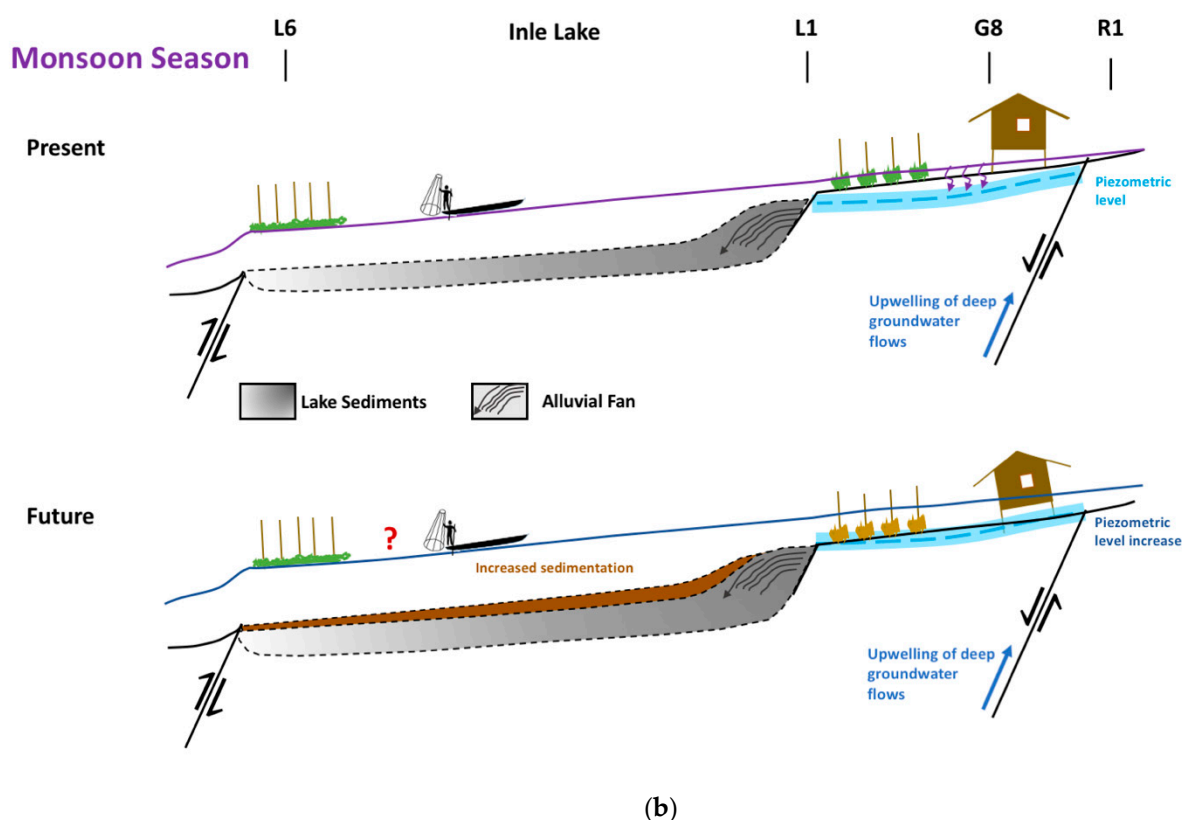 L6
Inle Lake
L1
G8
R1
Monsoon Season
Present
Piezometric
level
Upwelling of deep
groundwater
flows
Lake Sediments
Alluvial Fan
Future
?
Increased sedimentation
Piezometric
level increase
Upwelling of deep
groundwater
flows
(b)